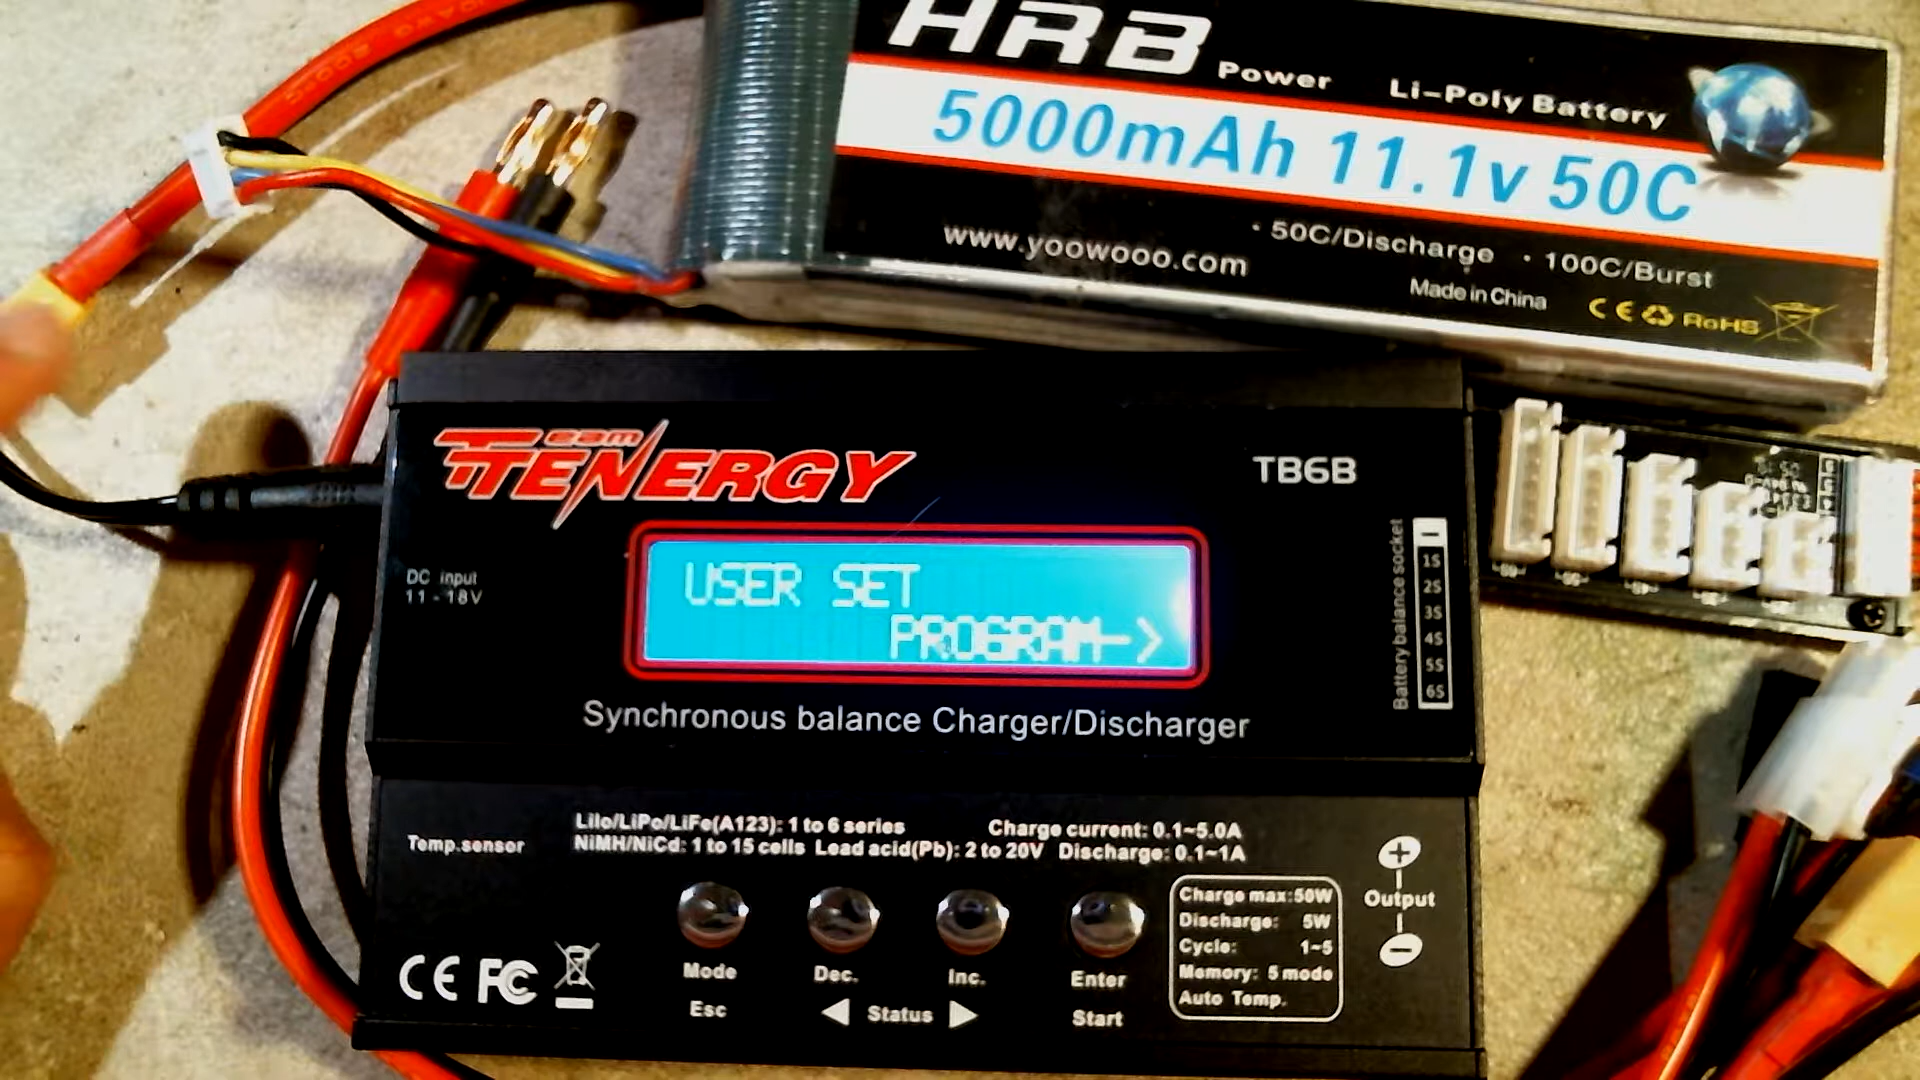 HRB Power Li-Poly Battery
5000mAh 11.1v 50C
www.yoowooo.com
• 50C/Discharge • 100C/Burst
Made in China
CE RoHS
Team TENERGY
TB6B
DC input
11 - 18V
USER SET
PROGRAM->
Synchronous balance Charger/Discharger
Battery balance socket
1S
2S
3S
4S
5S
6S
Temp.sensor
LiIo/LiPo/LiFe(A123): 1 to 6 series
NiMH/NiCd: 1 to 15 cells Lead acid(Pb): 2 to 20V
Charge current: 0.1~5.0A
Discharge: 0.1~1A
Mode
Esc
Dec.
Inc.
Status
Enter
Start
Charge max:50W
Discharge: 5W
Cycle: 1~5
Memory: 5 mode
Auto Temp.
+
Output
−
CE FC